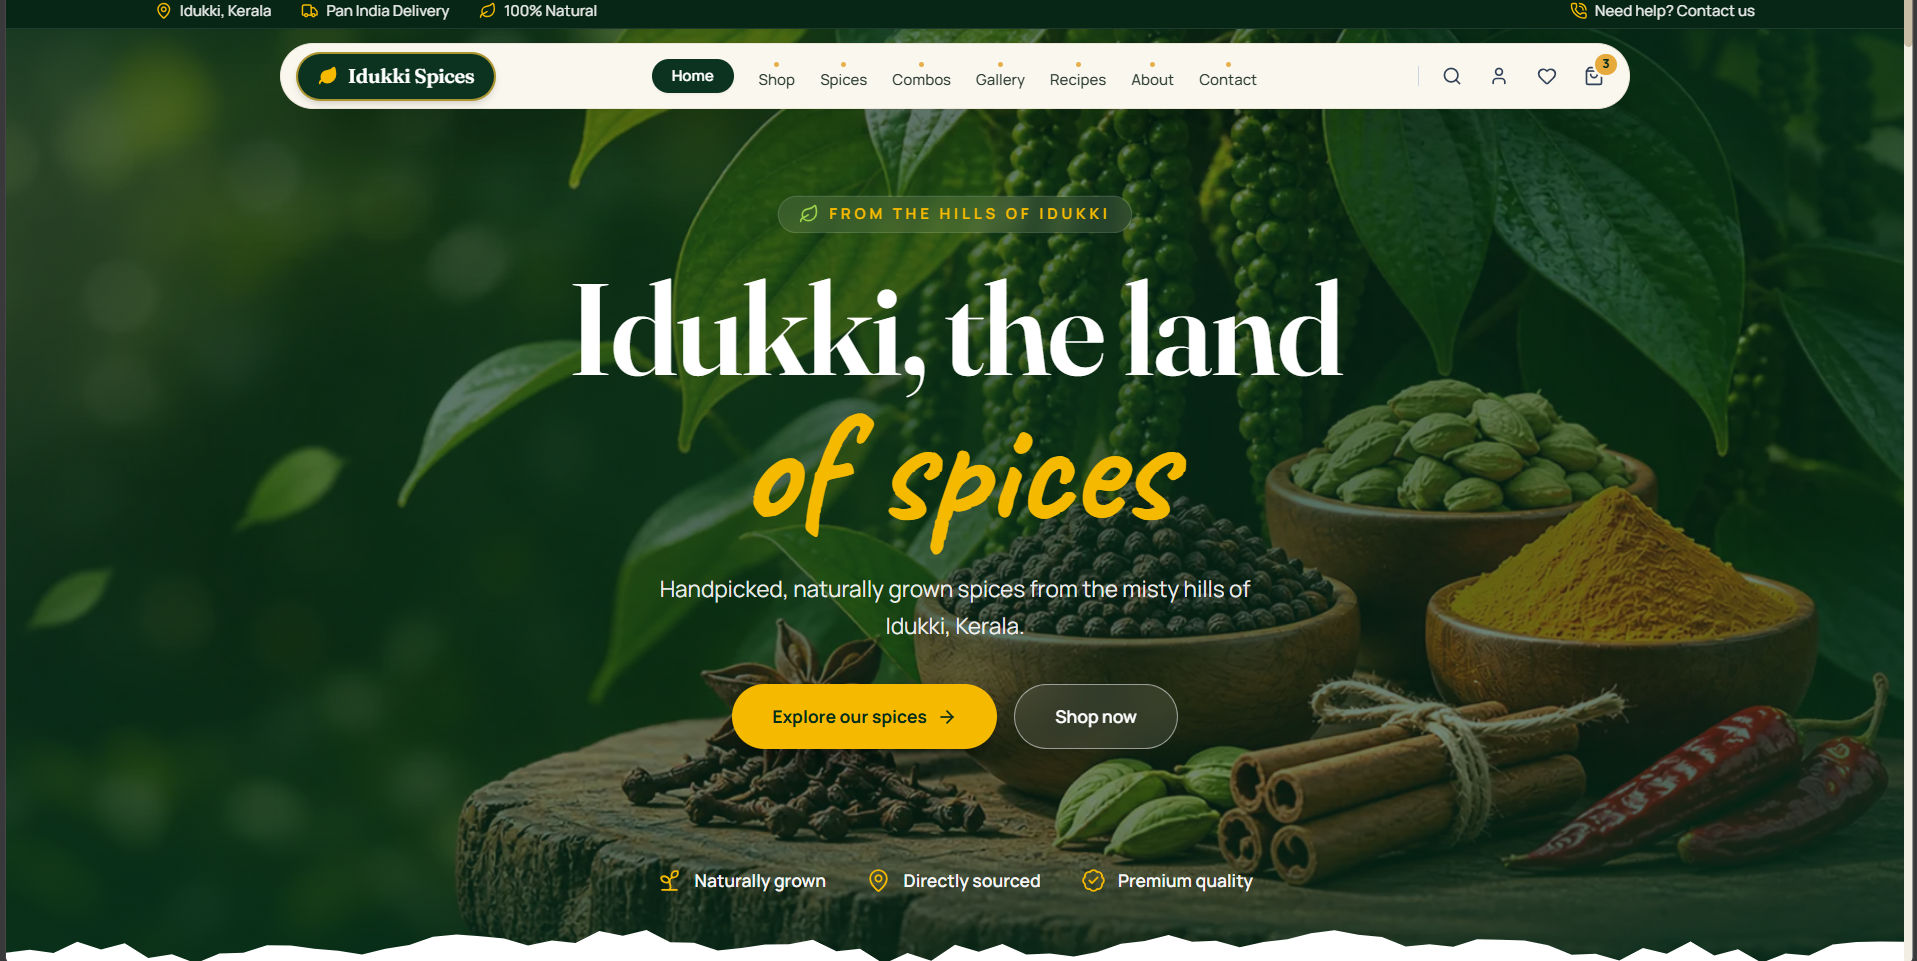 Idukki, Kerala
Pan India Delivery
100% Natural
Need help? Contact us
Idukki Spices
Home
Shop
Spices
Combos
Gallery
Recipes
About
Contact
3
FROM THE HILLS OF IDUKKI
Idukki, the land
of spices
Handpicked, naturally grown spices from the misty hills of
Idukki, Kerala.
Explore our spices
Shop now
Naturally grown
Directly sourced
Premium quality